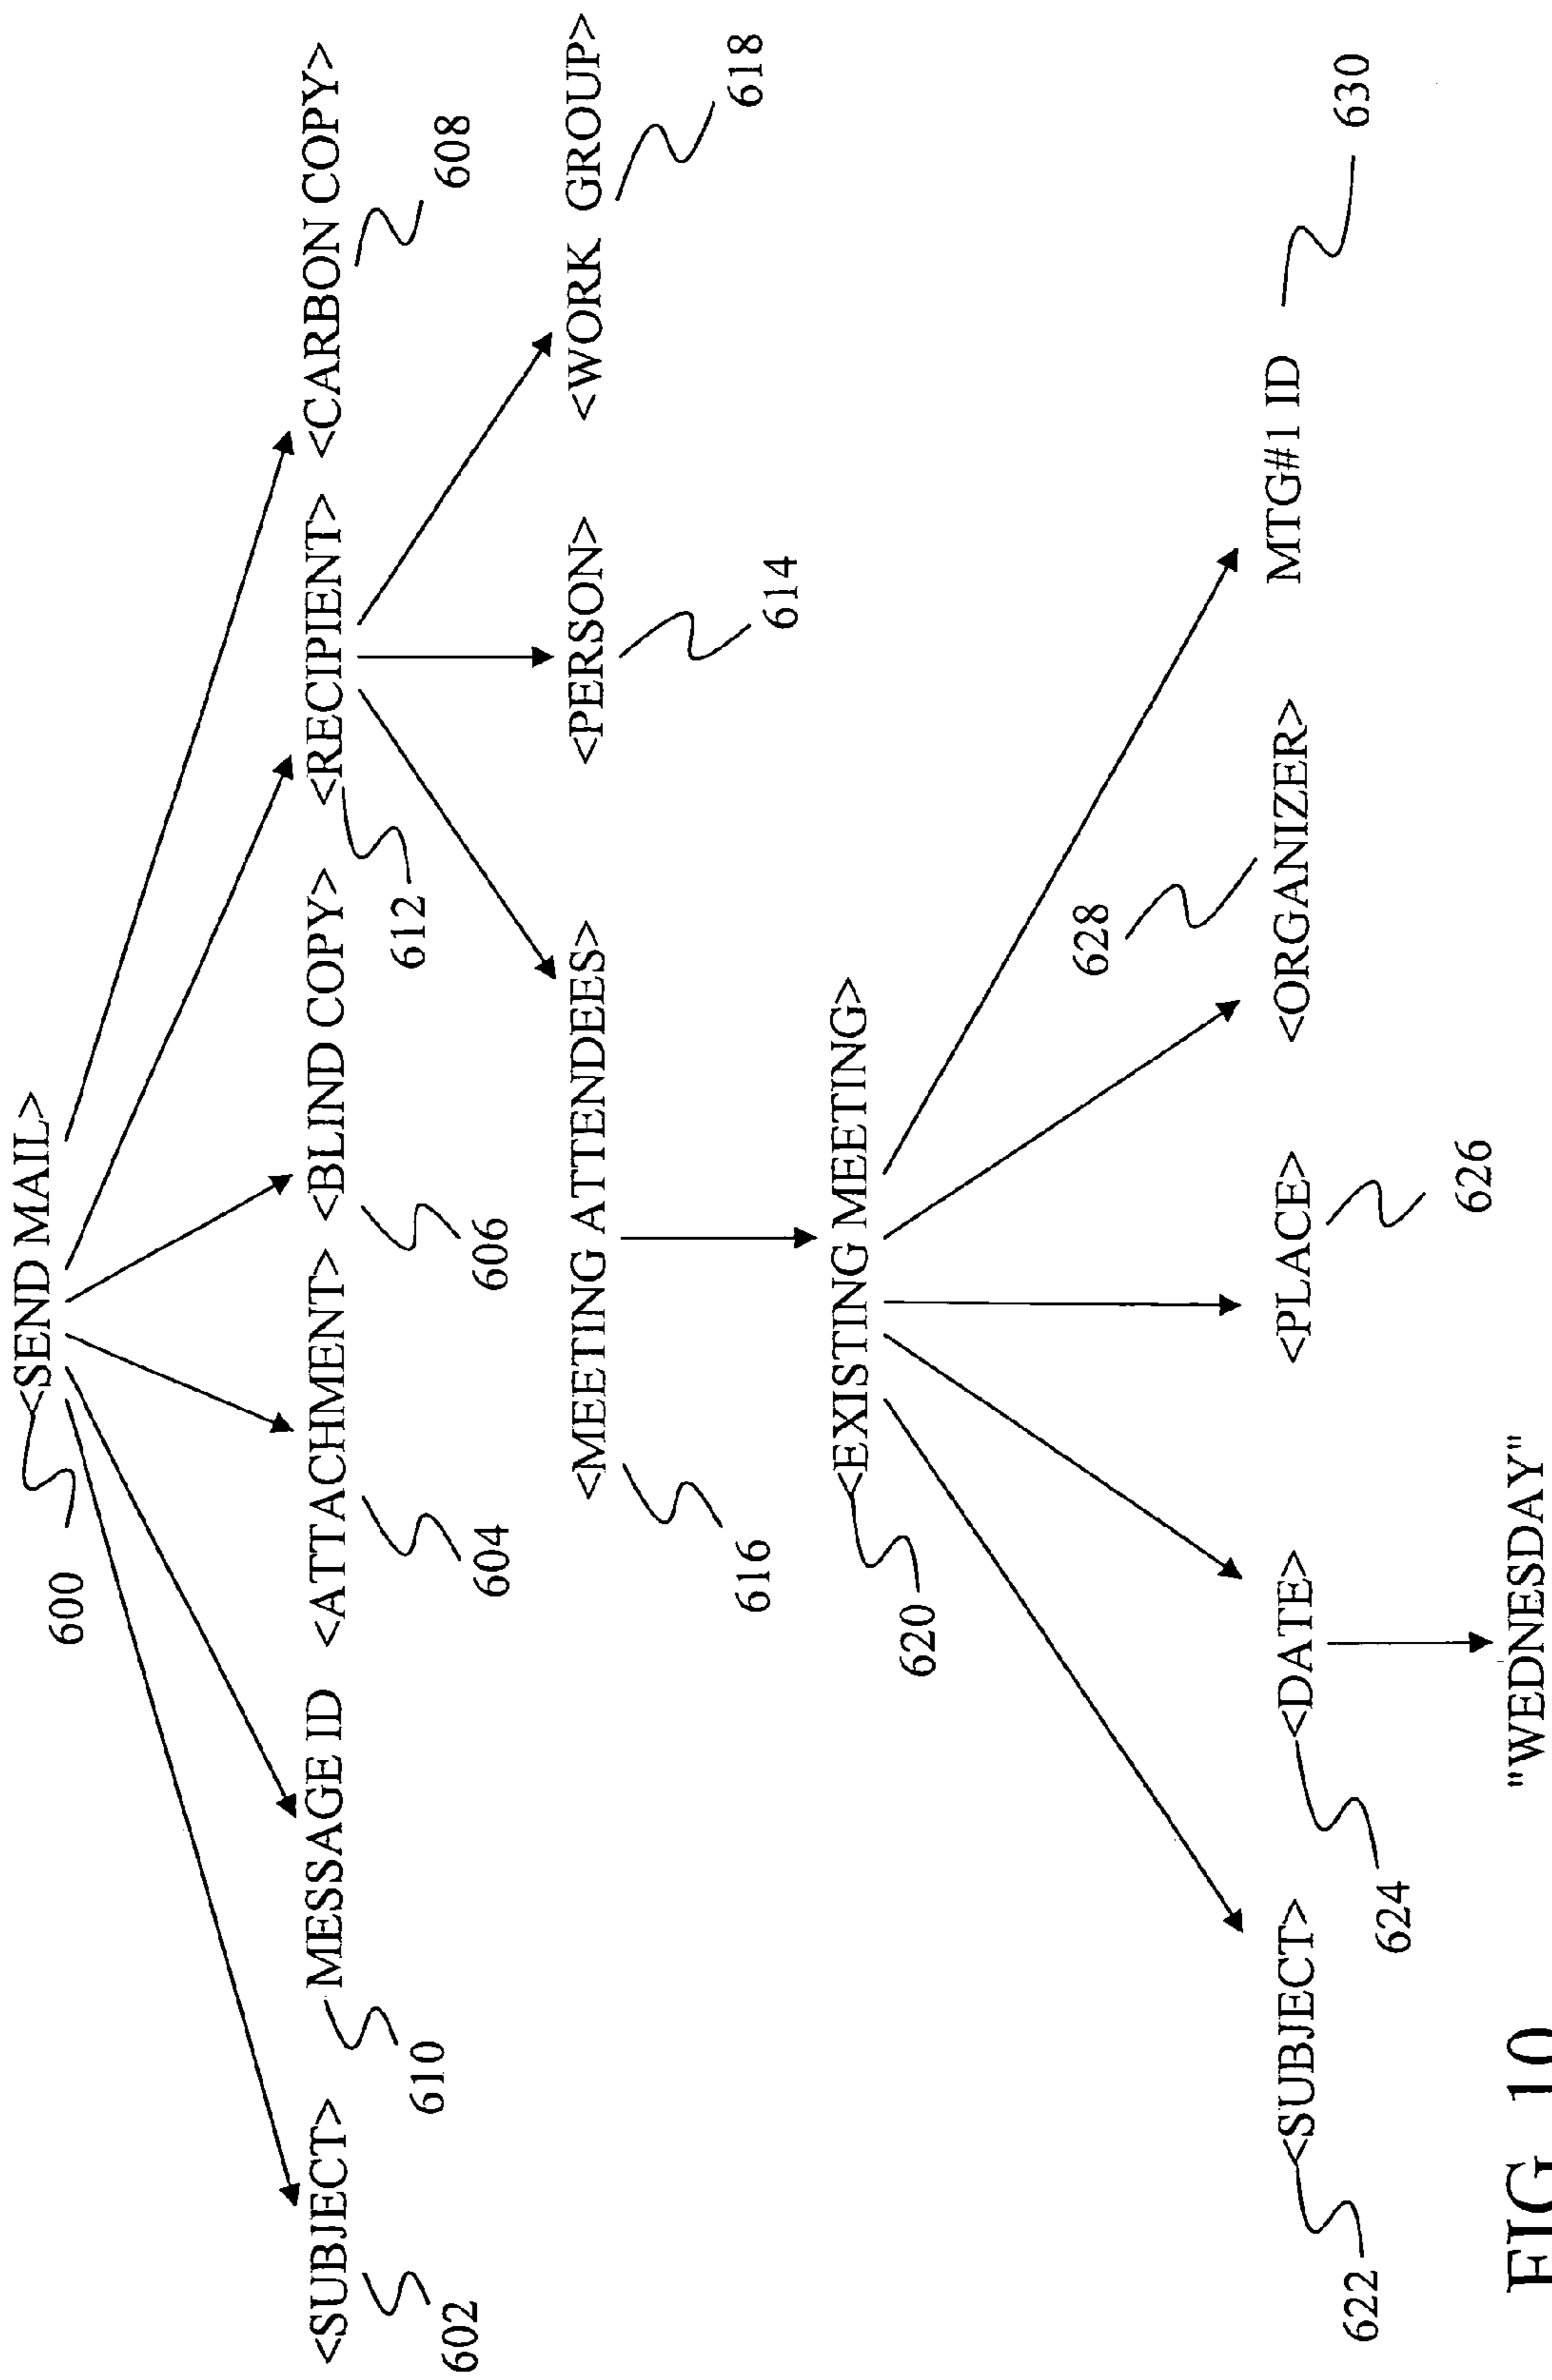 <SEND MAIL>
600
<SUBJECT> MESSAGE ID <ATTACHMENT> <BLIND COPY> <RECIPIENT> <CARBON COPY>
602
610
604
606
612
608
<MEETING ATTENDEES> <PERSON> <WORK GROUP>
616
614
618
<EXISTING MEETING>
620
628
<SUBJECT> <DATE> <PLACE> <ORGANIZER> MTG#1 ID
622
624
626
630
"WEDNESDAY"
FIG. 10